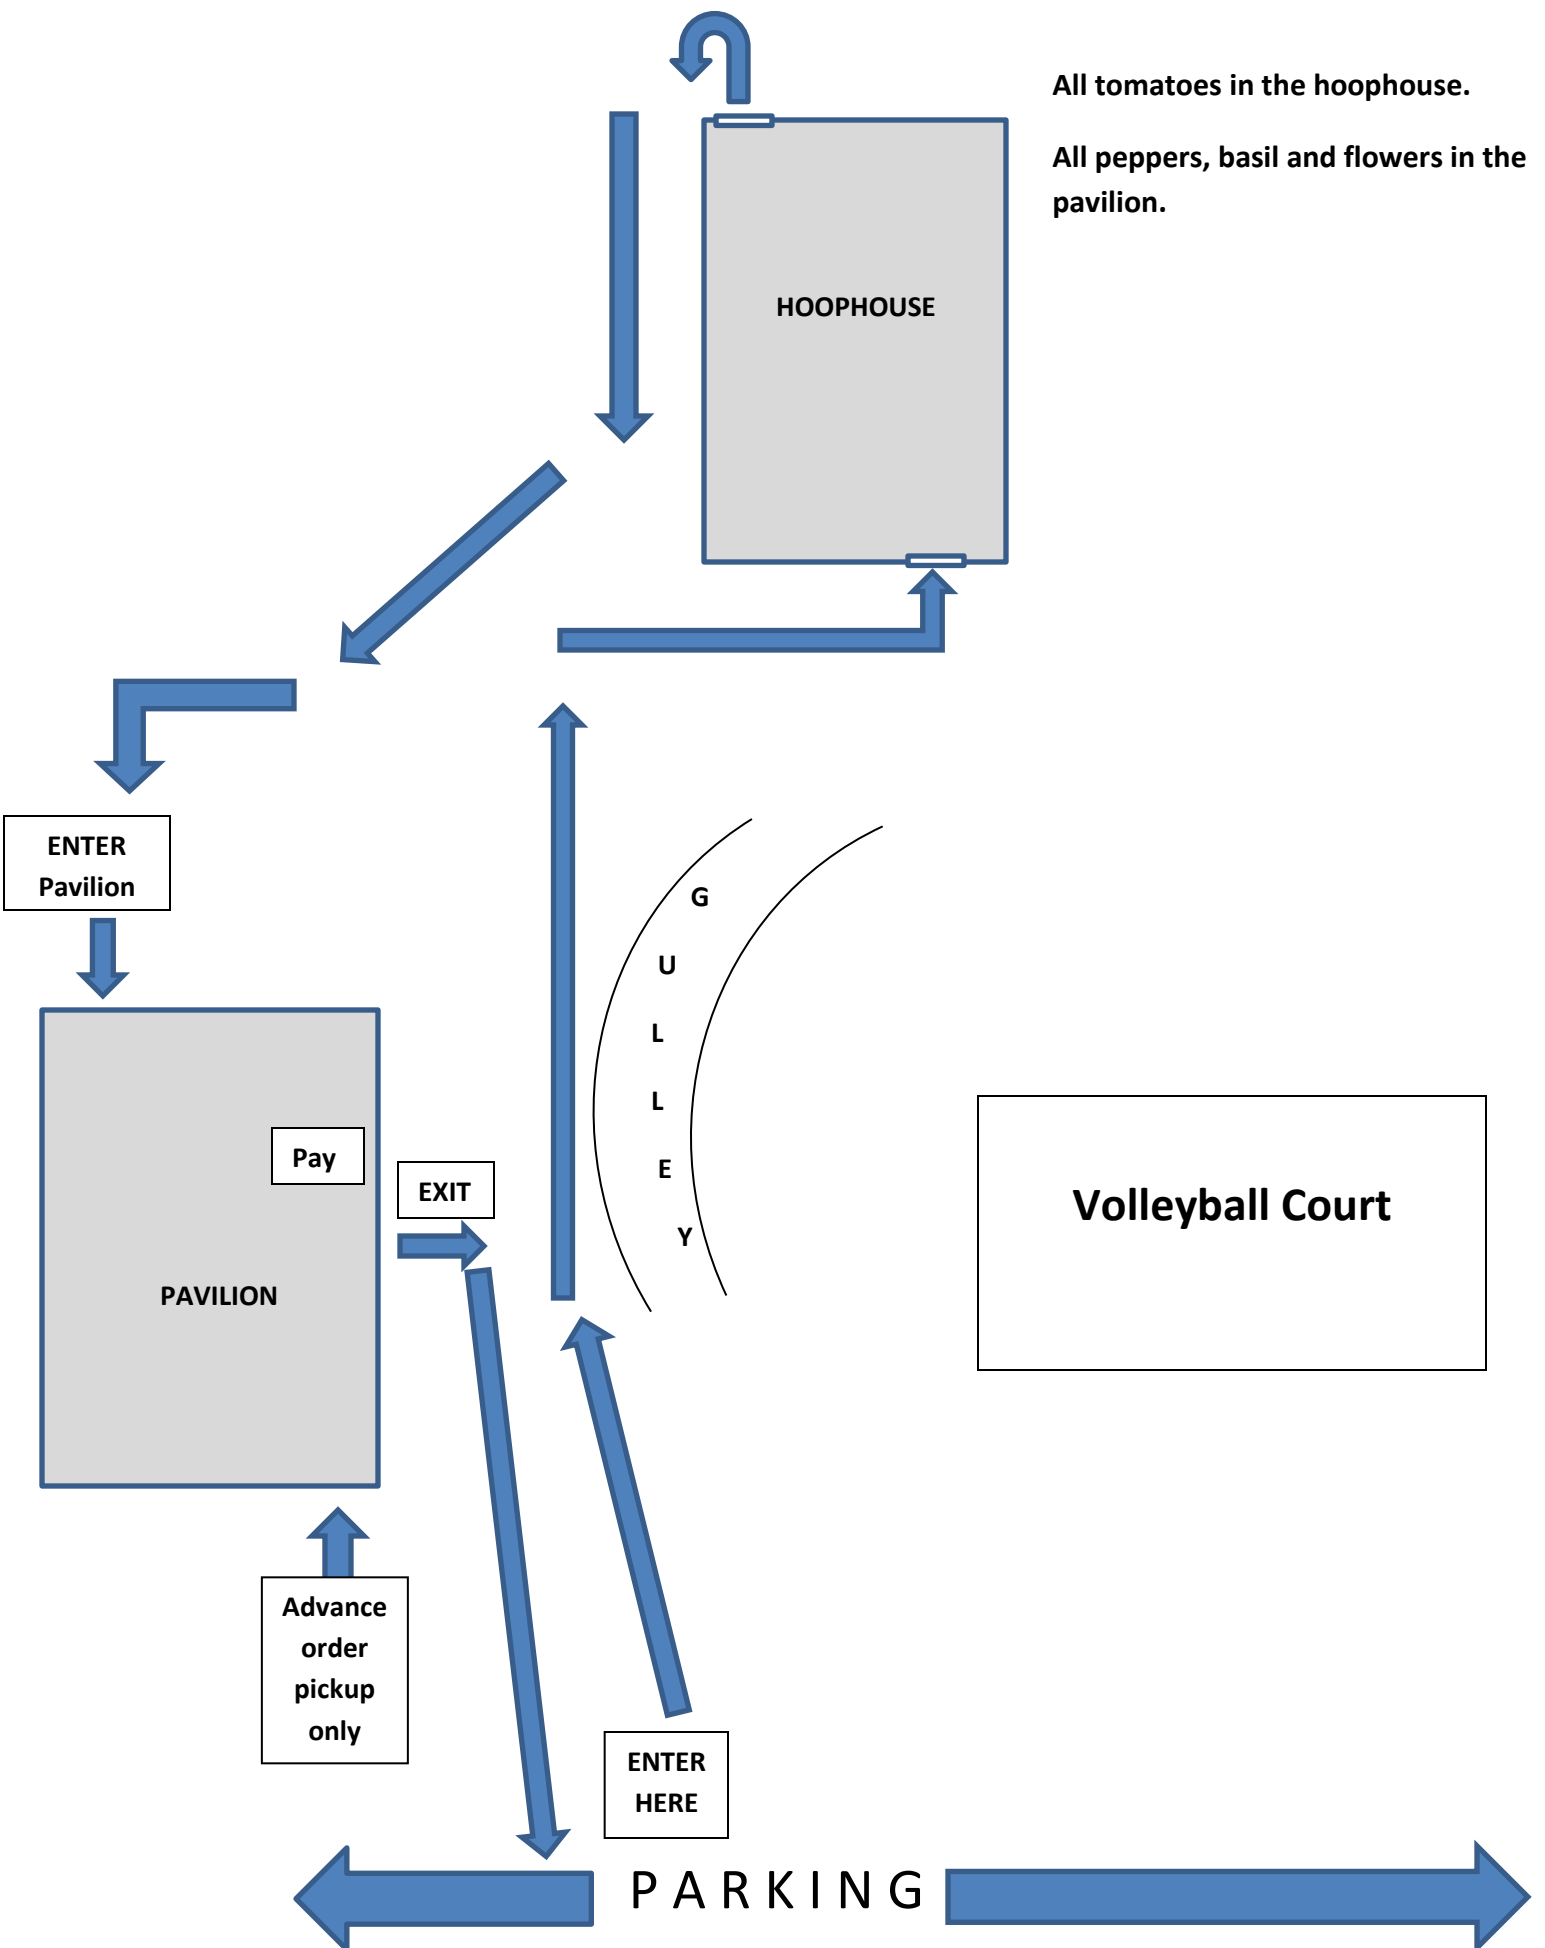 All tomatoes in the hoophouse.
All peppers, basil and flowers in the
pavilion.
HOOPHOUSE
ENTER
Pavilion
G
U
L
L
E
Y
Pay
EXIT
Volleyball Court
PAVILION
Advance
order
pickup
only
ENTER
HERE
PARKING